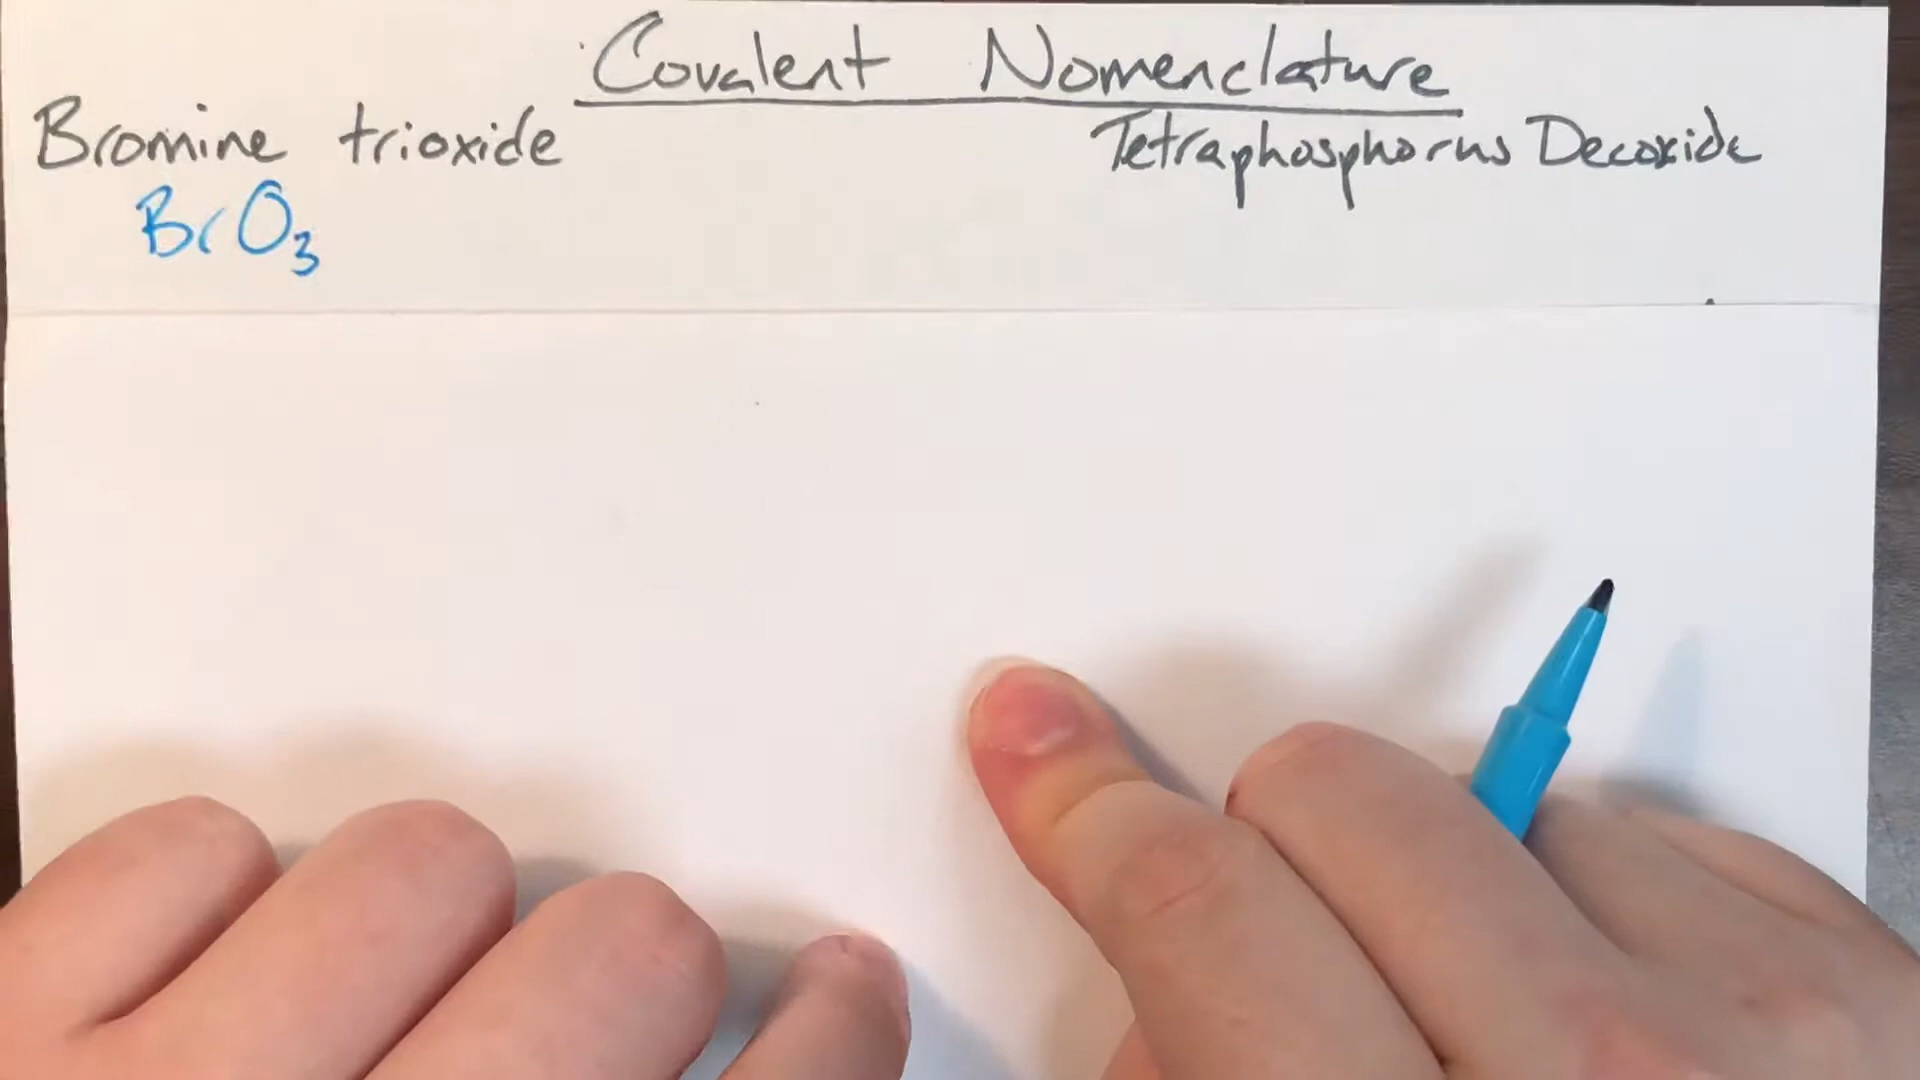 Covalent Nomenclature
Bromine trioxide
BrO₃
Tetraphosphorus Decoxide